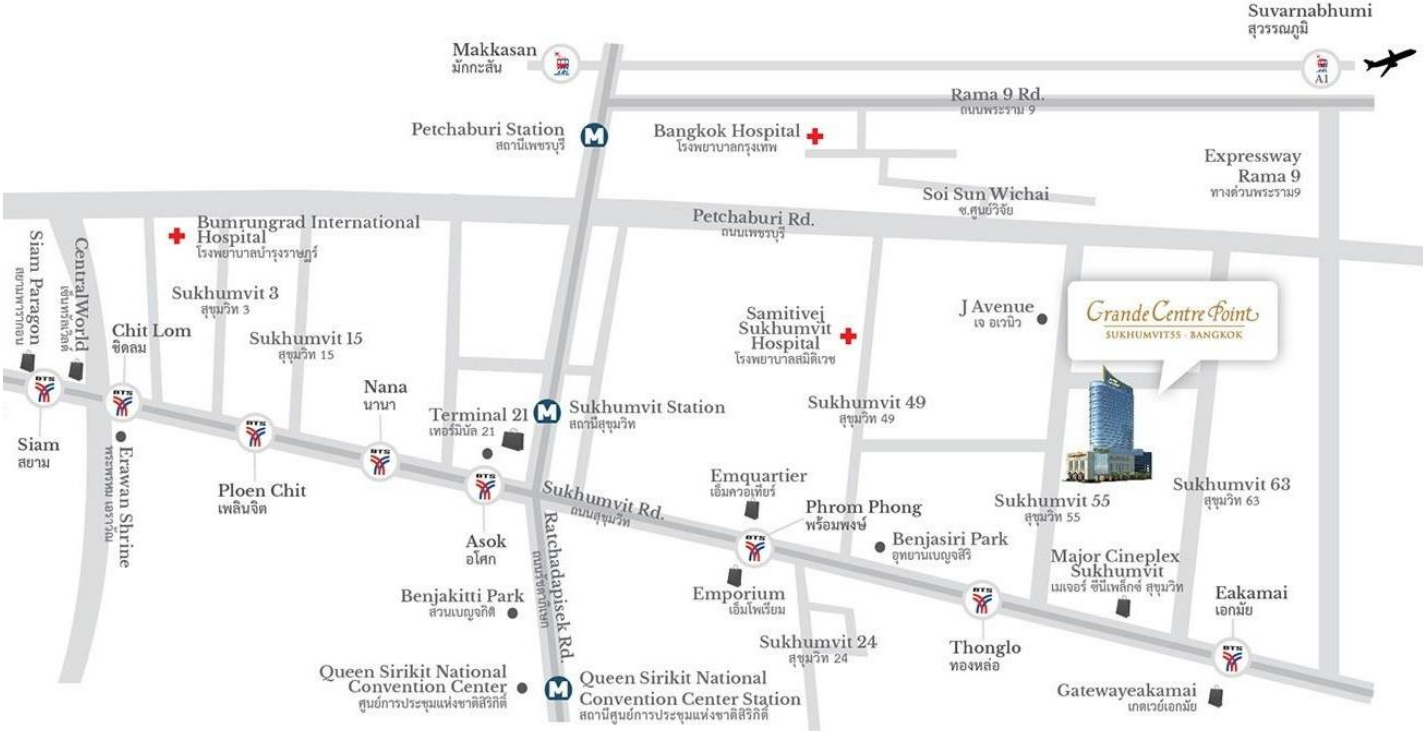 Suvarnabhumi
สุวรรณภูมิ
A1
Makkasan
มักกะสัน
Rama 9 Rd.
ถนนพระราม 9
Petchaburi Station
สถานีเพชรบุรี
Bangkok Hospital
โรงพยาบาลกรุงเทพ
Expressway
Rama 9
ทางด่วนพระราม9
Soi Sun Wichai
ซ.ศูนย์วิจัย
Petchaburi Rd.
ถนนเพชรบุรี
Bumrungrad International
Hospital
โรงพยาบาลบำรุงราษฎร์
Siam Paragon
สยามพารากอน
CentralWorld
เซ็นทรัลเวิลด์
Sukhumvit 3
สุขุมวิท 3
Chit Lom
ชิดลม
Sukhumvit 15
สุขุมวิท 15
Samitivej
Sukhumvit
Hospital
โรงพยาบาลสมิติเวช
J Avenue
เจ อเวนิว
Grande Centre Point
SUKHUMVIT55 - BANGKOK
Nana
นานา
Terminal 21
เทอร์มินัล 21
M
Sukhumvit Station
สถานีสุขุมวิท
Sukhumvit 49
สุขุมวิท 49
BTS
Siam
สยาม
Erawan Shrine
พระพรหม เอราวัณ
Ploen Chit
เพลินจิต
Sukhumvit Rd.
ถนนสุขุมวิท
Emquartier
เอ็มควอเทียร์
Phrom Phong
พร้อมพงษ์
Sukhumvit 55
สุขุมวิท 55
Sukhumvit 63
สุขุมวิท 63
Asok
อโศก
Ratchadapisek Rd.
ถนนรัชดาภิเษก
Benjasiri Park
อุทยานเบญจสิริ
Major Cineplex
Sukhumvit
เมเจอร์ ซีนีเพล็กซ์ สุขุมวิท
Benjakitti Park
สวนเบญจกิติ
Emporium
เอ็มโพเรียม
Eakamai
เอกมัย
Sukhumvit 24
สุขุมวิท 24
Thonglo
ทองหล่อ
Queen Sirikit National
Convention Center
ศูนย์การประชุมแห่งชาติสิริกิติ์
M
Queen Sirikit National
Convention Center Station
สถานีศูนย์การประชุมแห่งชาติสิริกิติ์
Gatewayeakamai
เกตเวย์เอกมัย